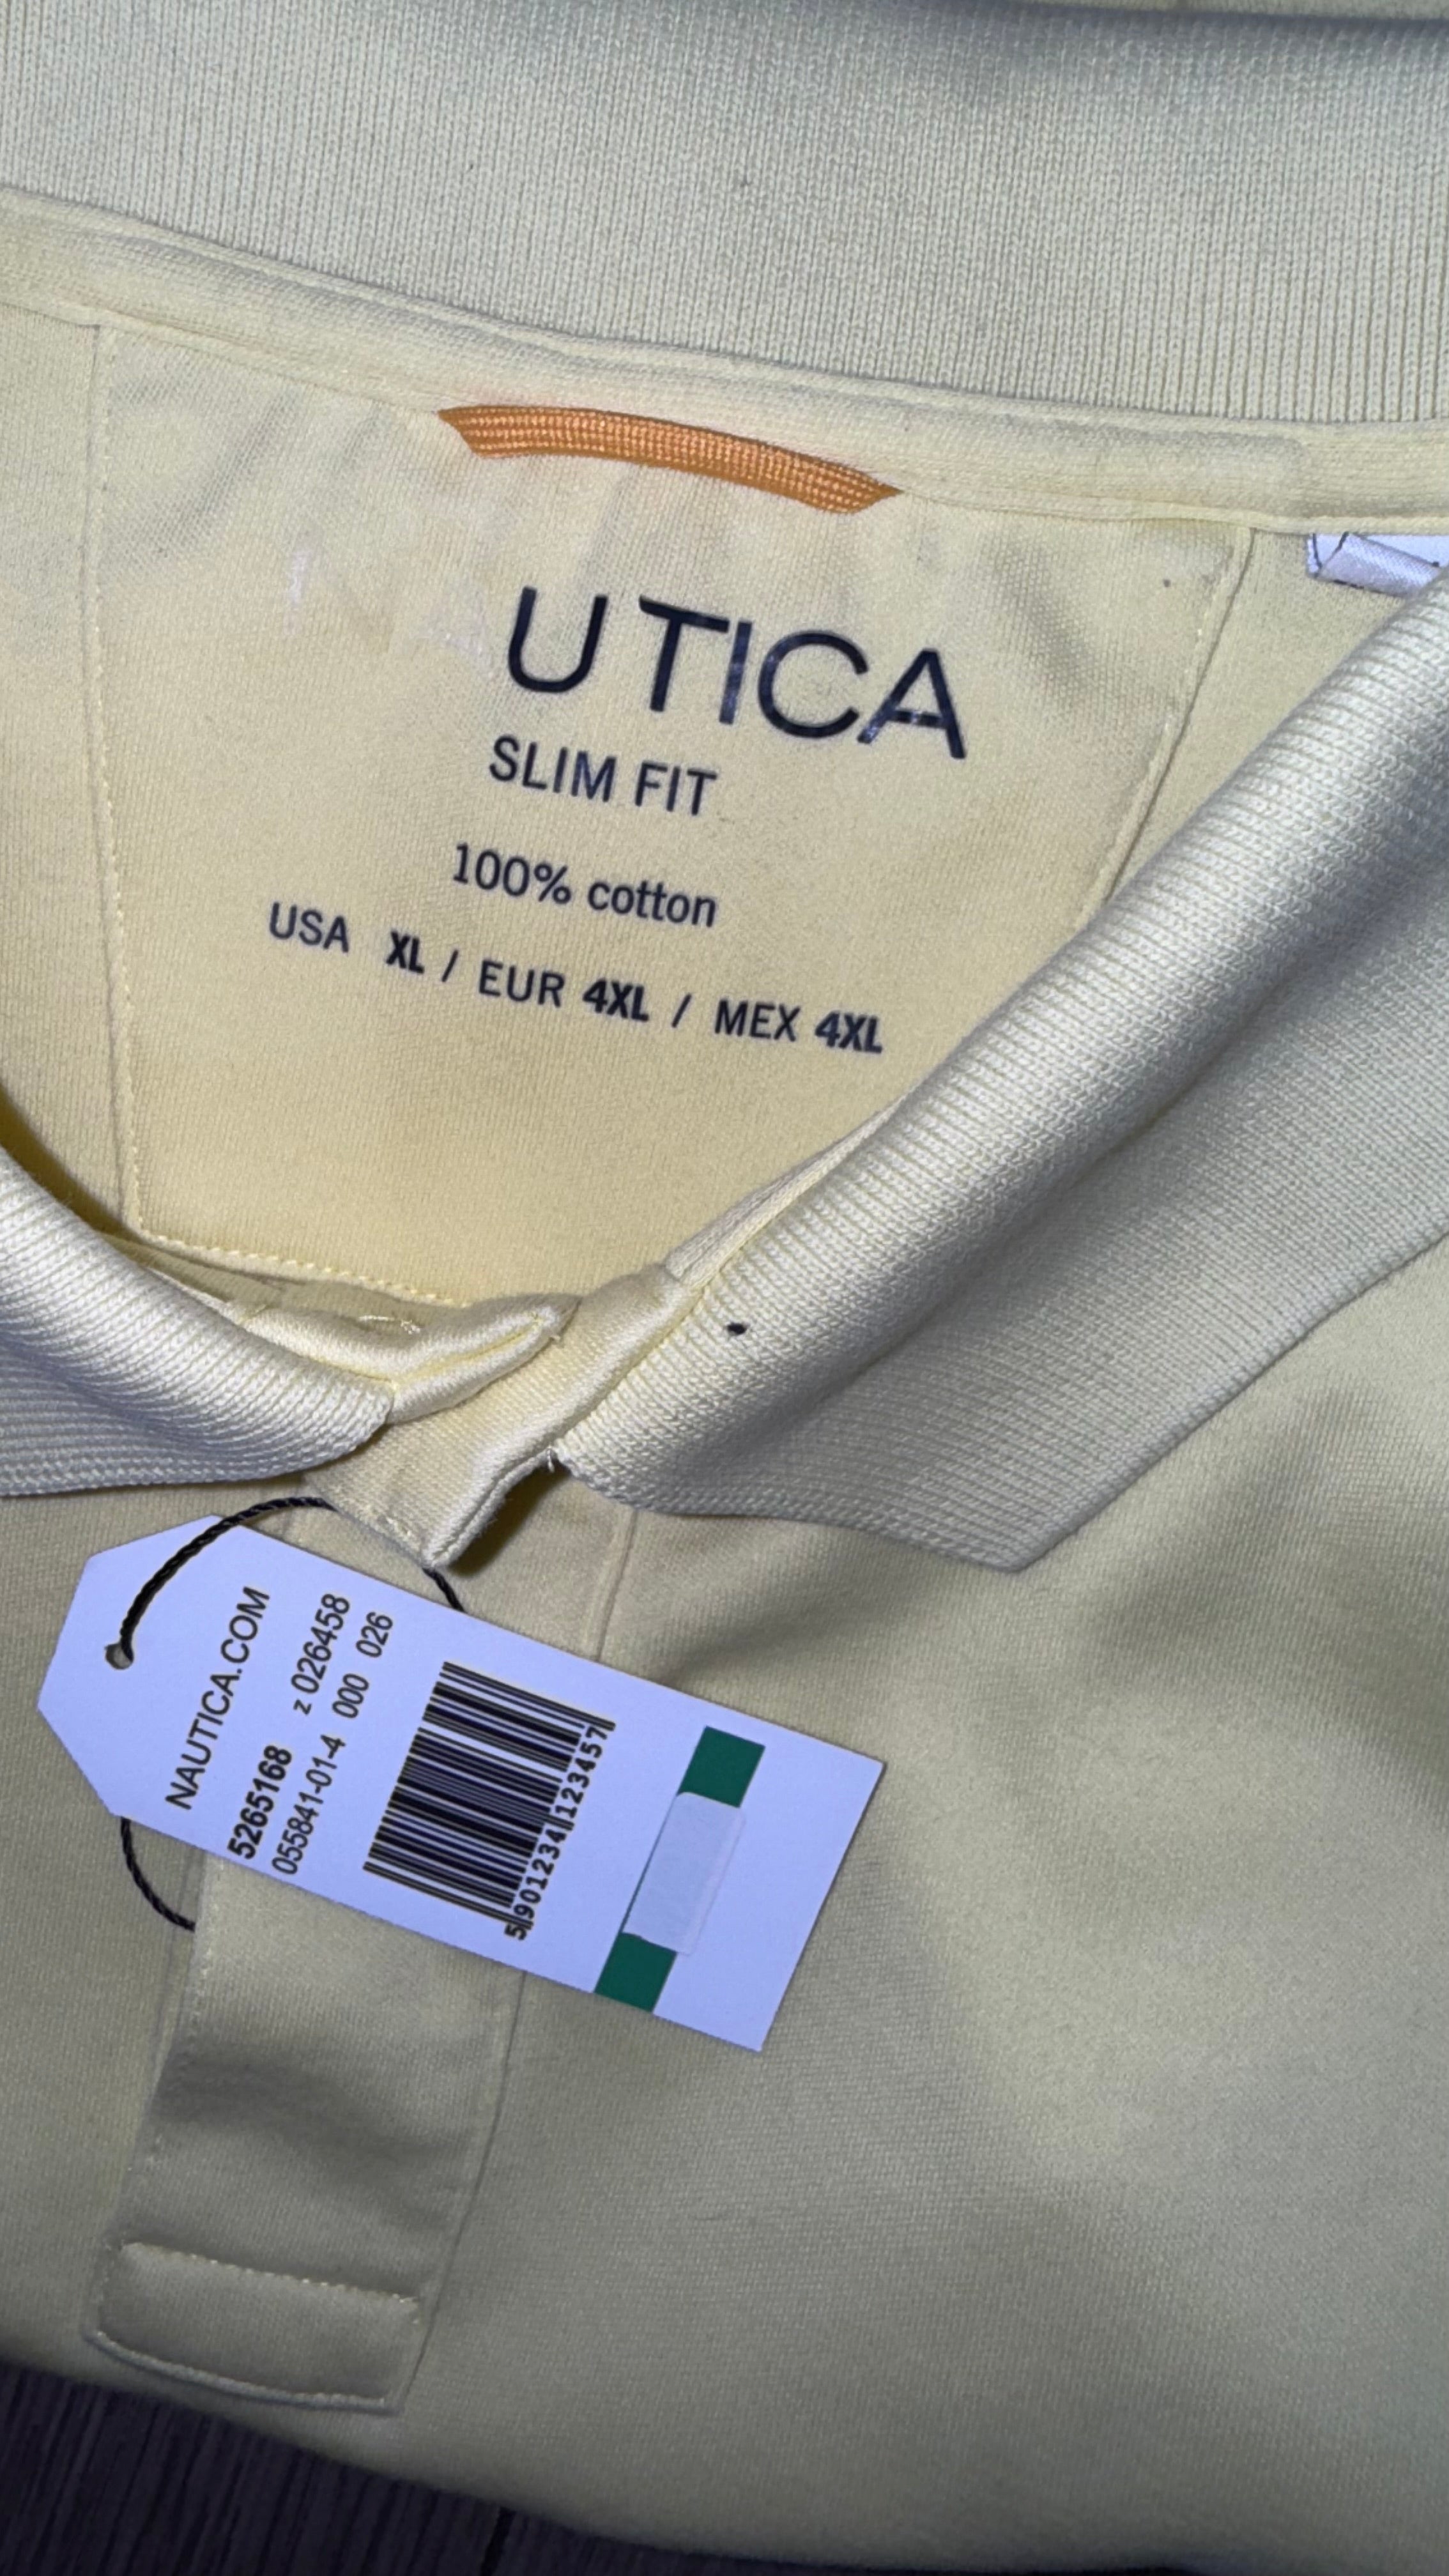 U TICA
SLIM FIT
100% cotton
USA XL / EUR 4XL / MEX 4XL
NAUTICA.COM
5265168 z 026458
055841-01-4 000 026
5 901234 123457